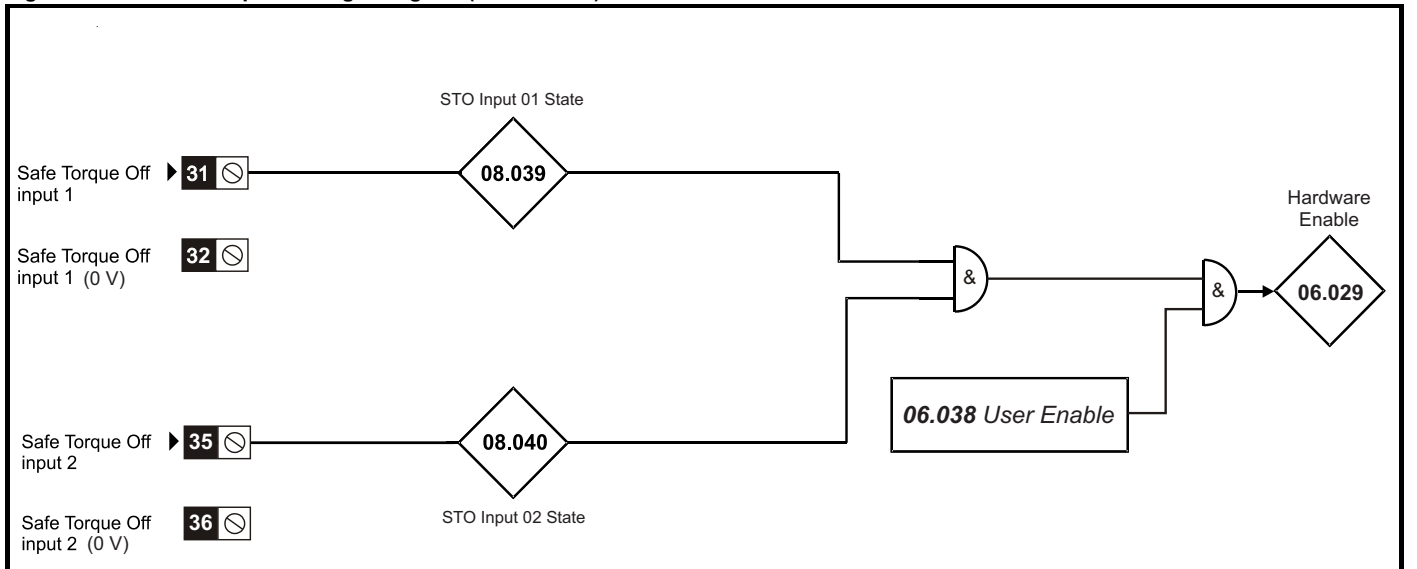 STO Input 01 State
Safe Torque Off
input 1
31
08.039
Hardware
Enable
Safe Torque Off
input 1 (0 V)
32
&
&
06.029
06.038 User Enable
Safe Torque Off
input 2
35
08.040
STO Input 02 State
Safe Torque Off
input 2 (0 V)
36